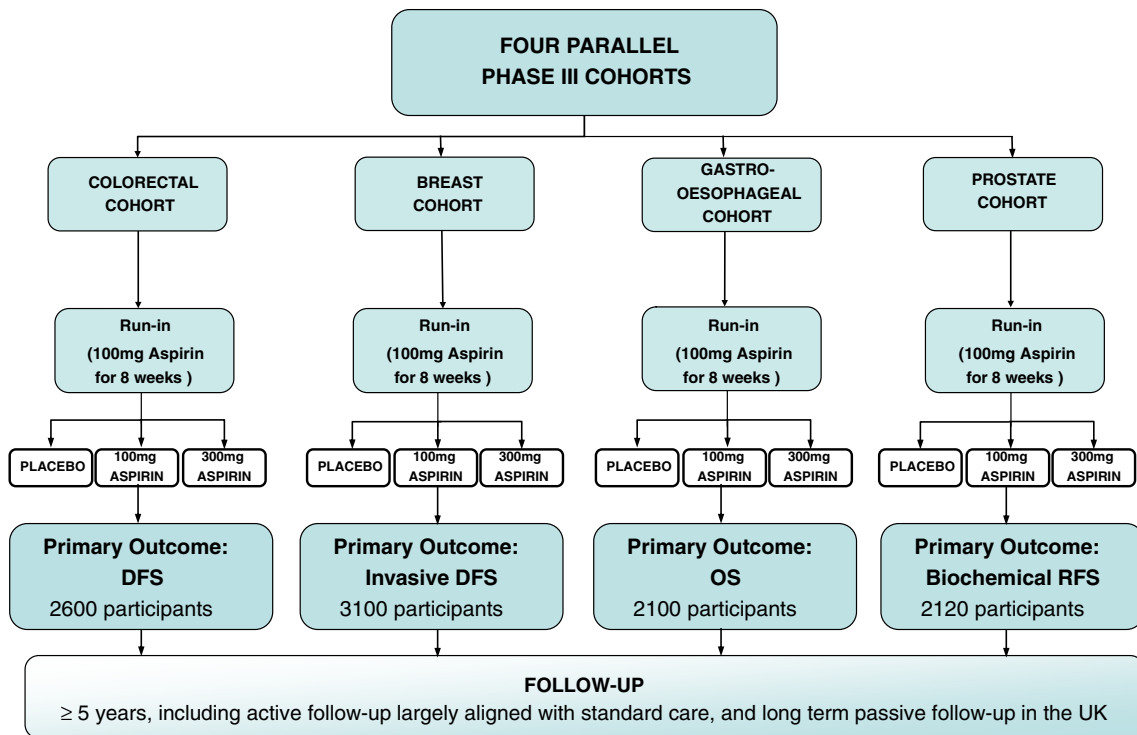 FOUR PARALLEL
PHASE III COHORTS
COLORECTAL
COHORT
BREAST
COHORT
GASTRO-
OESOPHAGEAL
COHORT
PROSTATE
COHORT
Run-in
(100mg Aspirin
for 8 weeks )
Run-in
(100mg Aspirin
for 8 weeks )
Run-in
(100mg Aspirin
for 8 weeks )
Run-in
(100mg Aspirin
for 8 weeks )
PLACEBO
100mg
ASPIRIN
300mg
ASPIRIN
PLACEBO
100mg
ASPIRIN
300mg
ASPIRIN
PLACEBO
100mg
ASPIRIN
300mg
ASPIRIN
PLACEBO
100mg
ASPIRIN
300mg
ASPIRIN
Primary Outcome:
DFS
2600 participants
Primary Outcome:
Invasive DFS
3100 participants
Primary Outcome:
OS
2100 participants
Primary Outcome:
Biochemical RFS
2120 participants
FOLLOW-UP
≥ 5 years, including active follow-up largely aligned with standard care, and long term passive follow-up in the UK